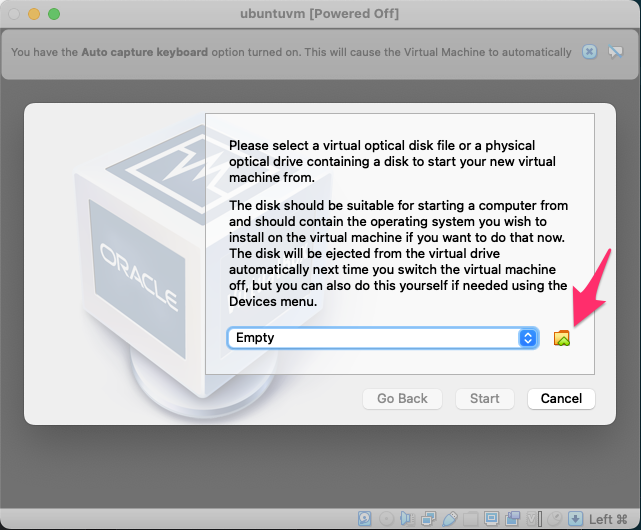 ubuntuvm [Powered Off]
You have the Auto capture keyboard option turned on. This will cause the Virtual Machine to automatically
ORACLE
Please select a virtual optical disk file or a physical
optical drive containing a disk to start your new virtual
machine from.
The disk should be suitable for starting a computer from
and should contain the operating system you wish to
install on the virtual machine if you want to do that now.
The disk will be ejected from the virtual drive
automatically next time you switch the virtual machine
off, but you can also do this yourself if needed using the
Devices menu.
Empty
Go Back
Start
Cancel
Left ⌘